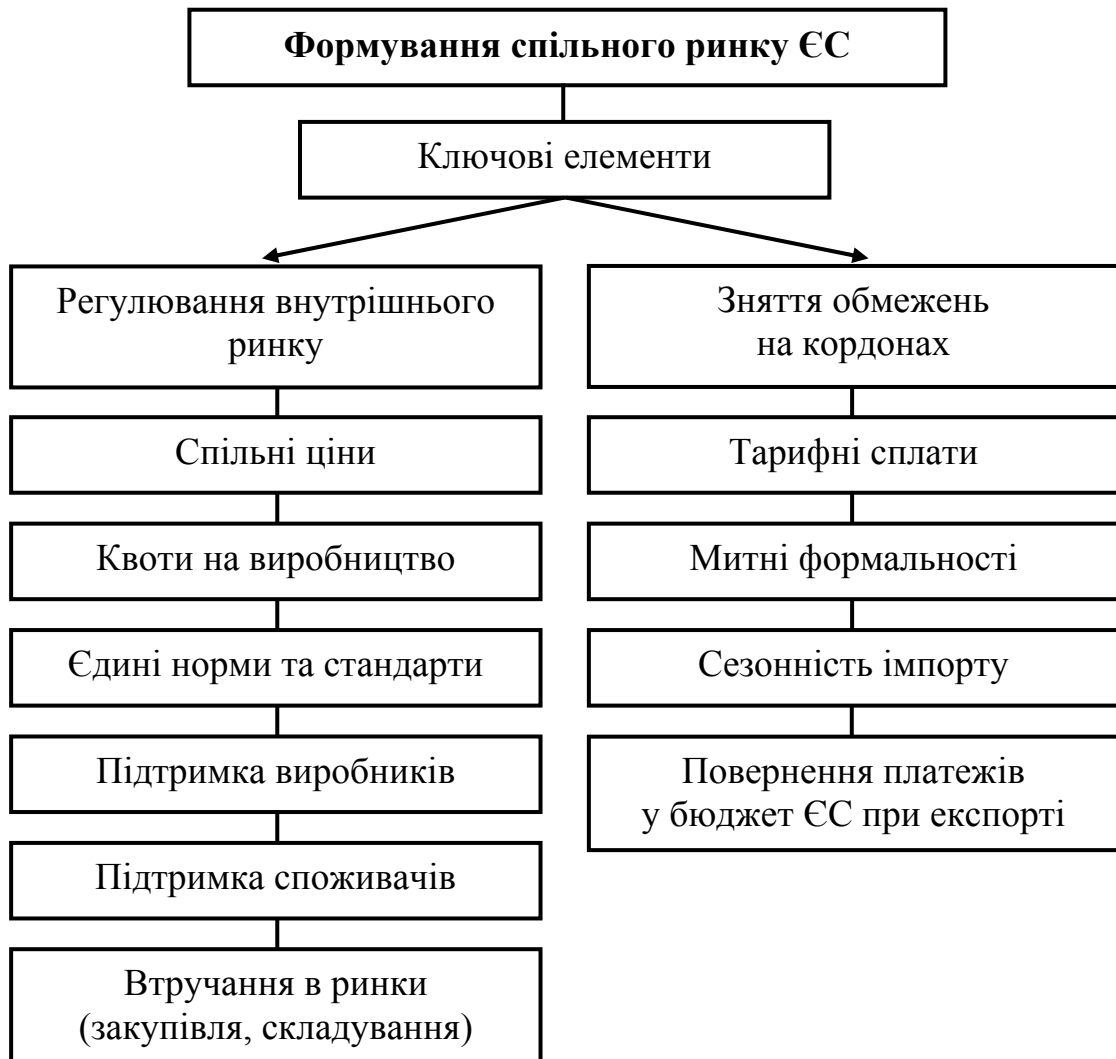 Формування спільного ринку ЄС
Ключові елементи
Регулювання внутрішнього
ринку
Спільні ціни
Квоти на виробництво
Єдині норми та стандарти
Підтримка виробників
Підтримка споживачів
Втручання в ринки
(закупівля, складування)
Зняття обмежень
на кордонах
Тарифні сплати
Митні формальності
Сезонність імпорту
Повернення платежів
у бюджет ЄС при експорті